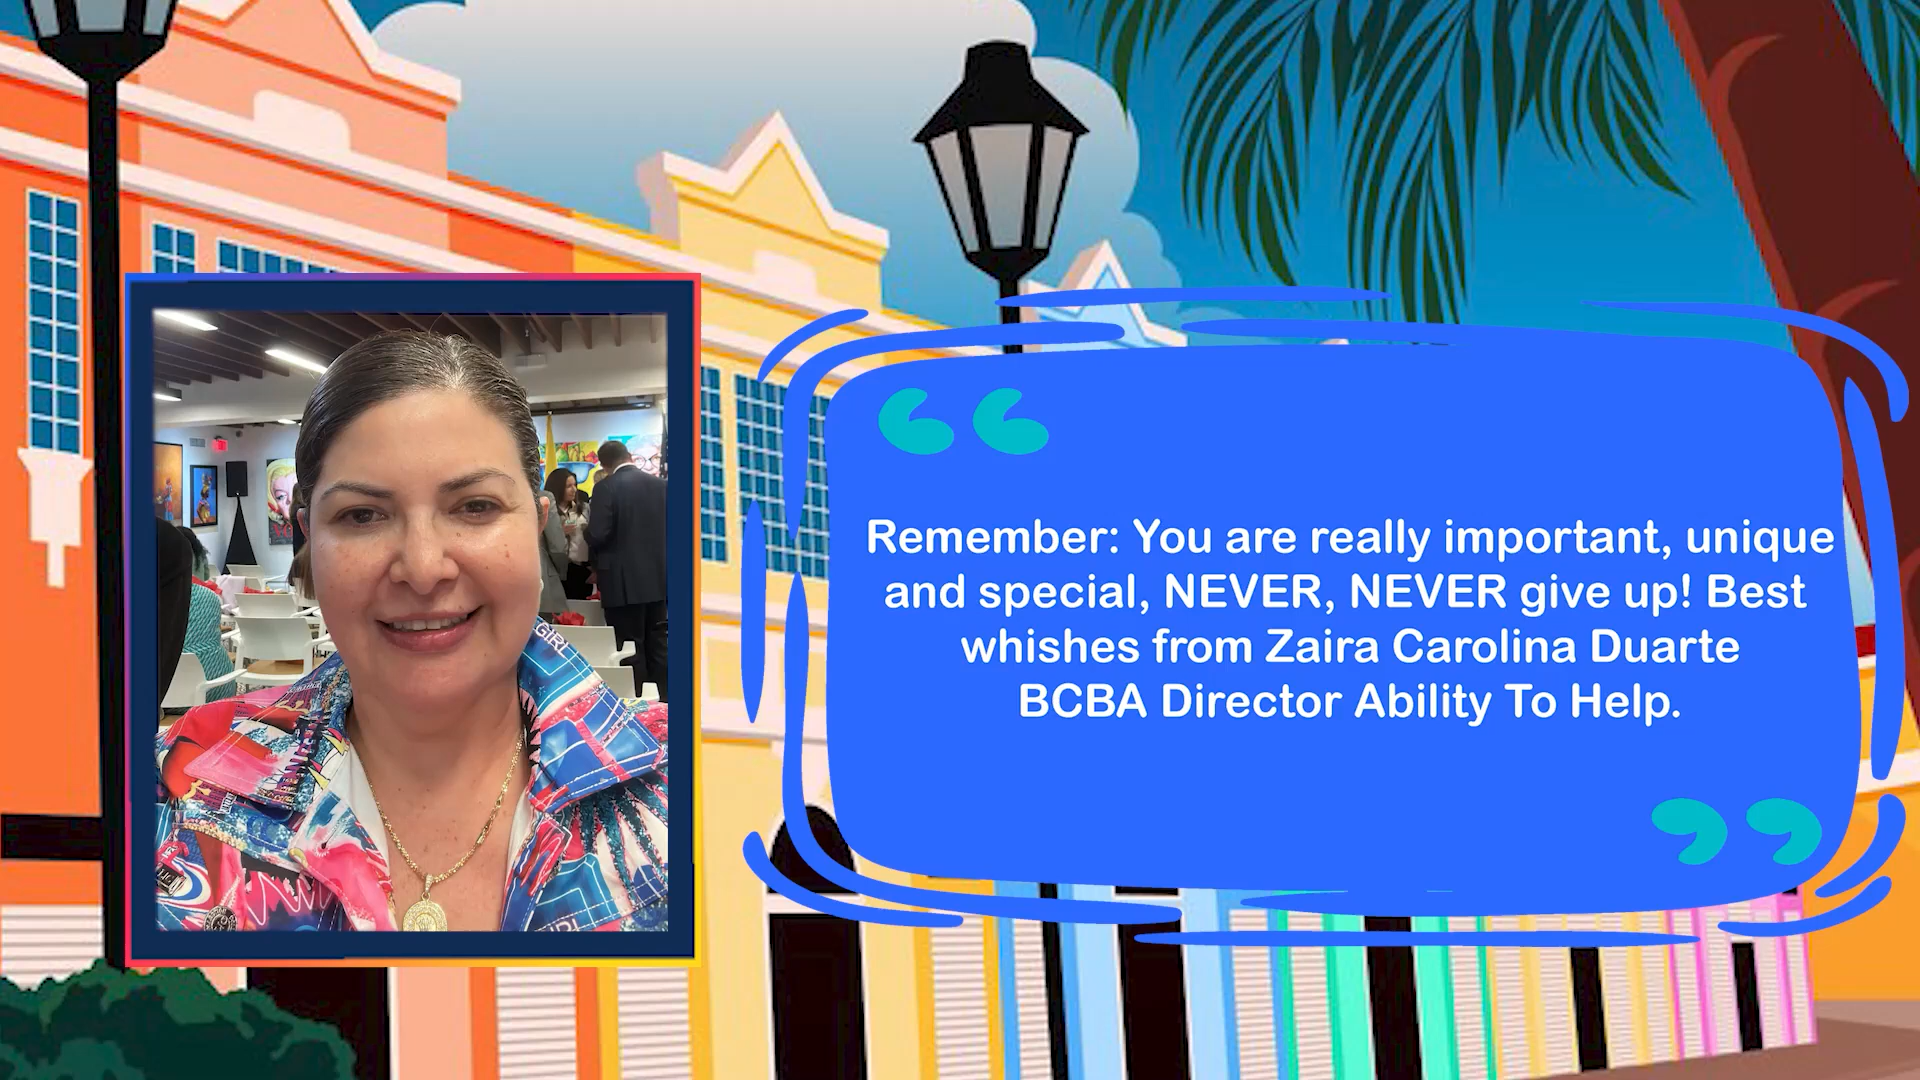 Remember: You are really important, unique
and special, NEVER, NEVER give up! Best
whishes from Zaira Carolina Duarte
BCBA Director Ability To Help.
GIRL